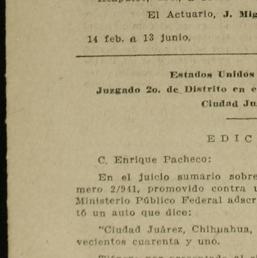 El Actuario, J. Mig
14 feb. a 13 junio.
Estados Unidos
Juzgado 2o. de Distrito en e
Ciudad Ju
EDIC
C. Enrique Pacheco:
En el juicio sumario sobre
mero 2/941, promovido contra u
Ministerio Público Federal adscr
tó un auto que dice:
"Ciudad Juárez, Chihuahua,
vecientos cuarenta y uno.